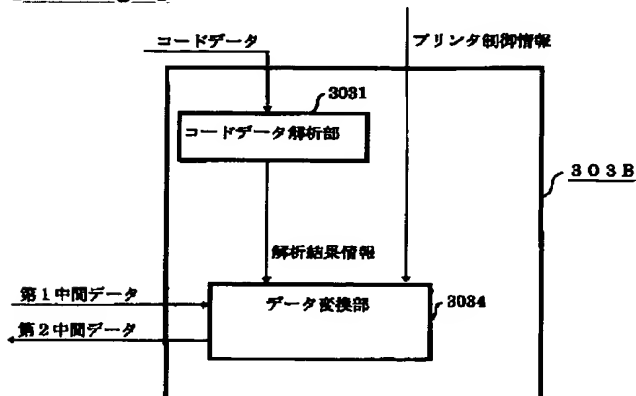 コードデータ
プリンタ制御情報
3031
コードデータ解析部
303B
解析結果情報
第1中間データ
データ変換部
3034
第2中間データ